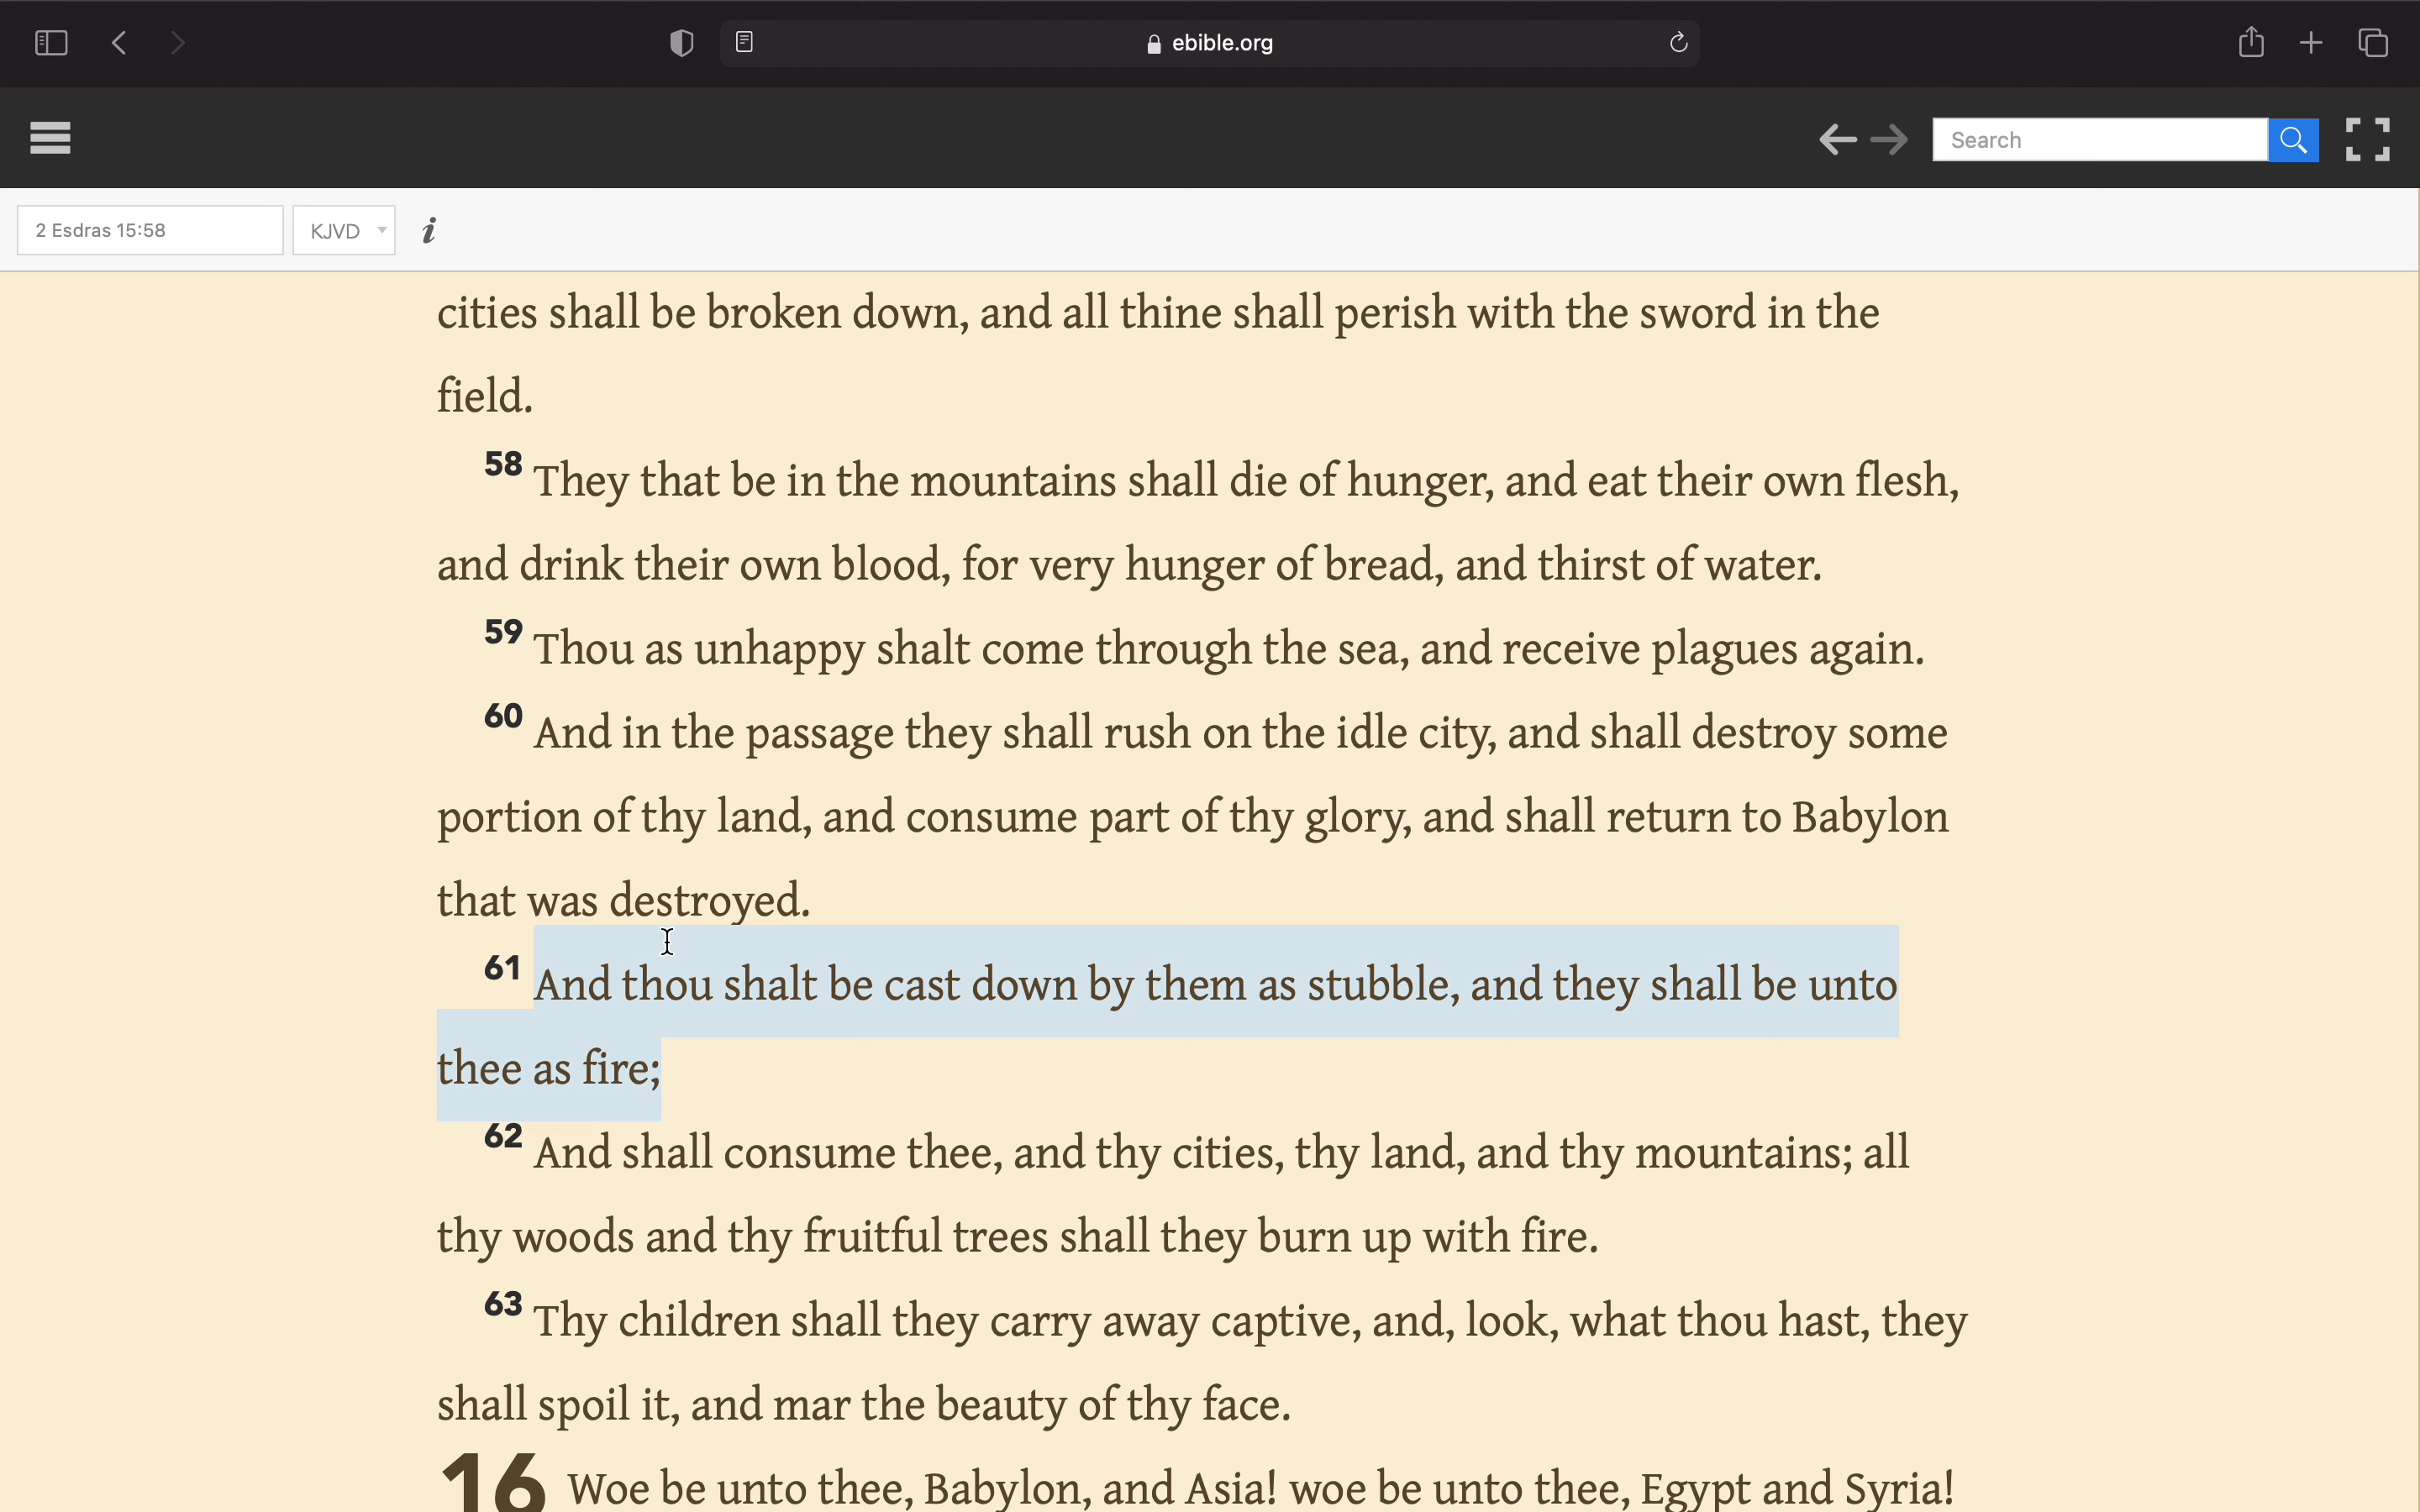 ebible.org
Search
2 Esdras 15:58
KJVD
i
cities shall be broken down, and all thine shall perish with the sword in the
field.
58 They that be in the mountains shall die of hunger, and eat their own flesh,
and drink their own blood, for very hunger of bread, and thirst of water.
59 Thou as unhappy shalt come through the sea, and receive plagues again.
60 And in the passage they shall rush on the idle city, and shall destroy some
portion of thy land, and consume part of thy glory, and shall return to Babylon
that was destroyed.
61 And thou shalt be cast down by them as stubble, and they shall be unto
thee as fire;
62 And shall consume thee, and thy cities, thy land, and thy mountains; all
thy woods and thy fruitful trees shall they burn up with fire.
63 Thy children shall they carry away captive, and, look, what thou hast, they
shall spoil it, and mar the beauty of thy face.
16 Woe be unto thee, Babylon, and Asia! woe be unto thee, Egypt and Syria!